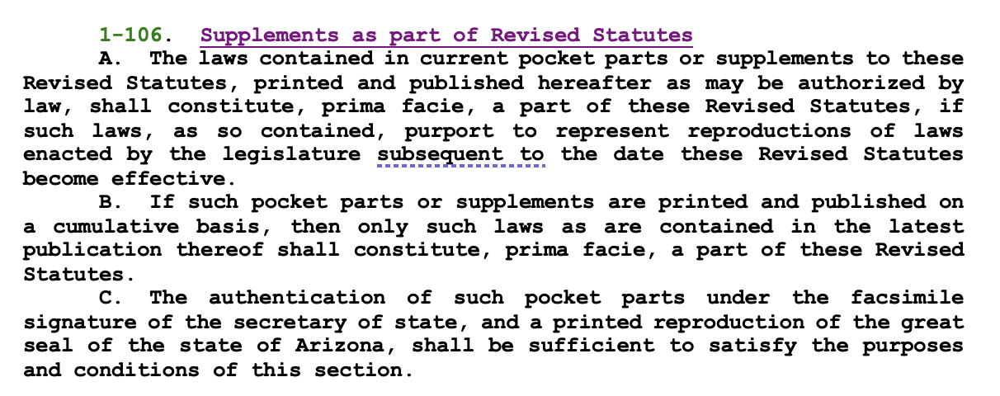 1-106. Supplements as part of Revised Statutes
A. The laws contained in current pocket parts or supplements to these
Revised Statutes, printed and published hereafter as may be authorized by
law, shall constitute, prima facie, a part of these Revised Statutes, if
such laws, as so contained, purport to represent reproductions of laws
enacted by the legislature subsequent to the date these Revised Statutes
become effective.
B. If such pocket parts or supplements are printed and published on
a cumulative basis, then only such laws as are contained in the latest
publication thereof shall constitute, prima facie, a part of these Revised
Statutes.
C. The authentication of such pocket parts under the facsimile
signature of the secretary of state, and a printed reproduction of the great
seal of the state of Arizona, shall be sufficient to satisfy the purposes
and conditions of this section.